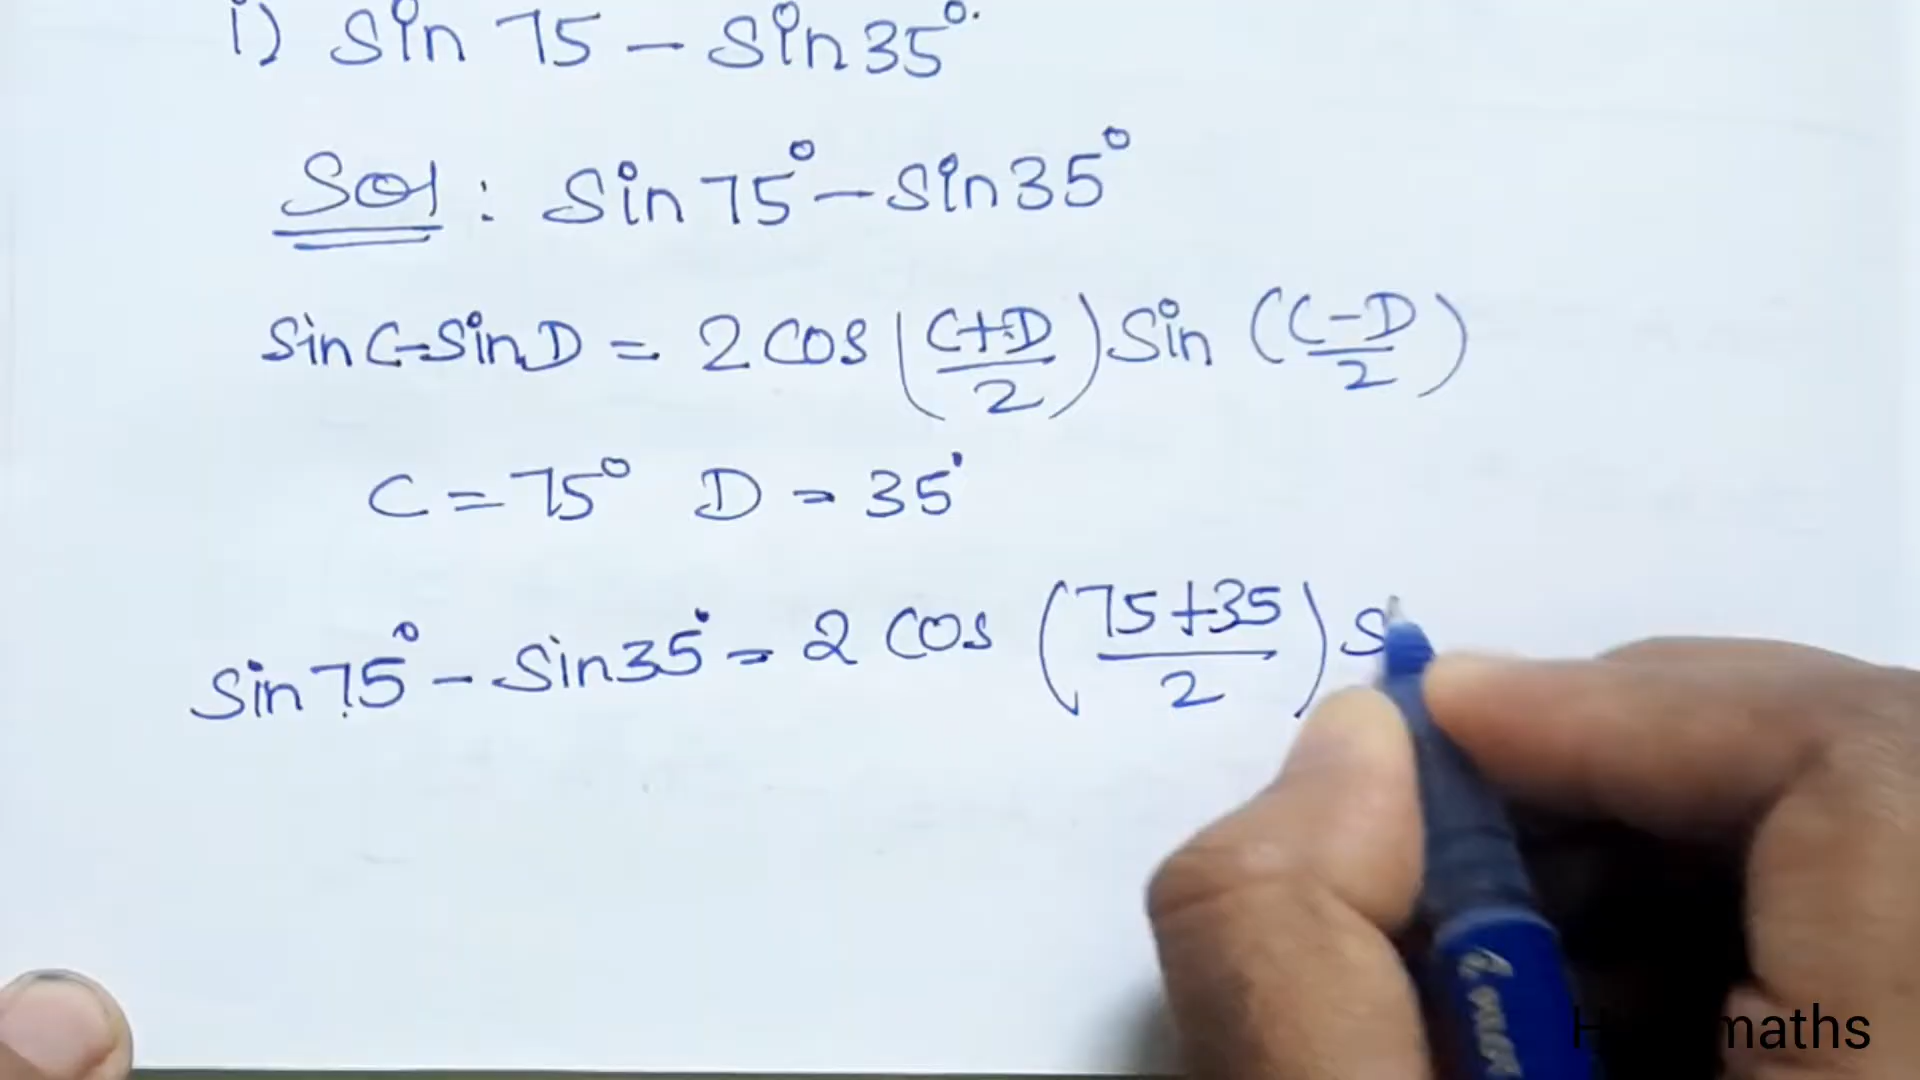 i) Sin 75 - Sin 35°.
Sol : Sin 75° - Sin 35°
Sin C - Sin D = 2 cos (C+D/2) Sin (C-D/2)
C = 75° D = 35°
Sin 75° - Sin 35° = 2 cos (75+35/2) S
maths